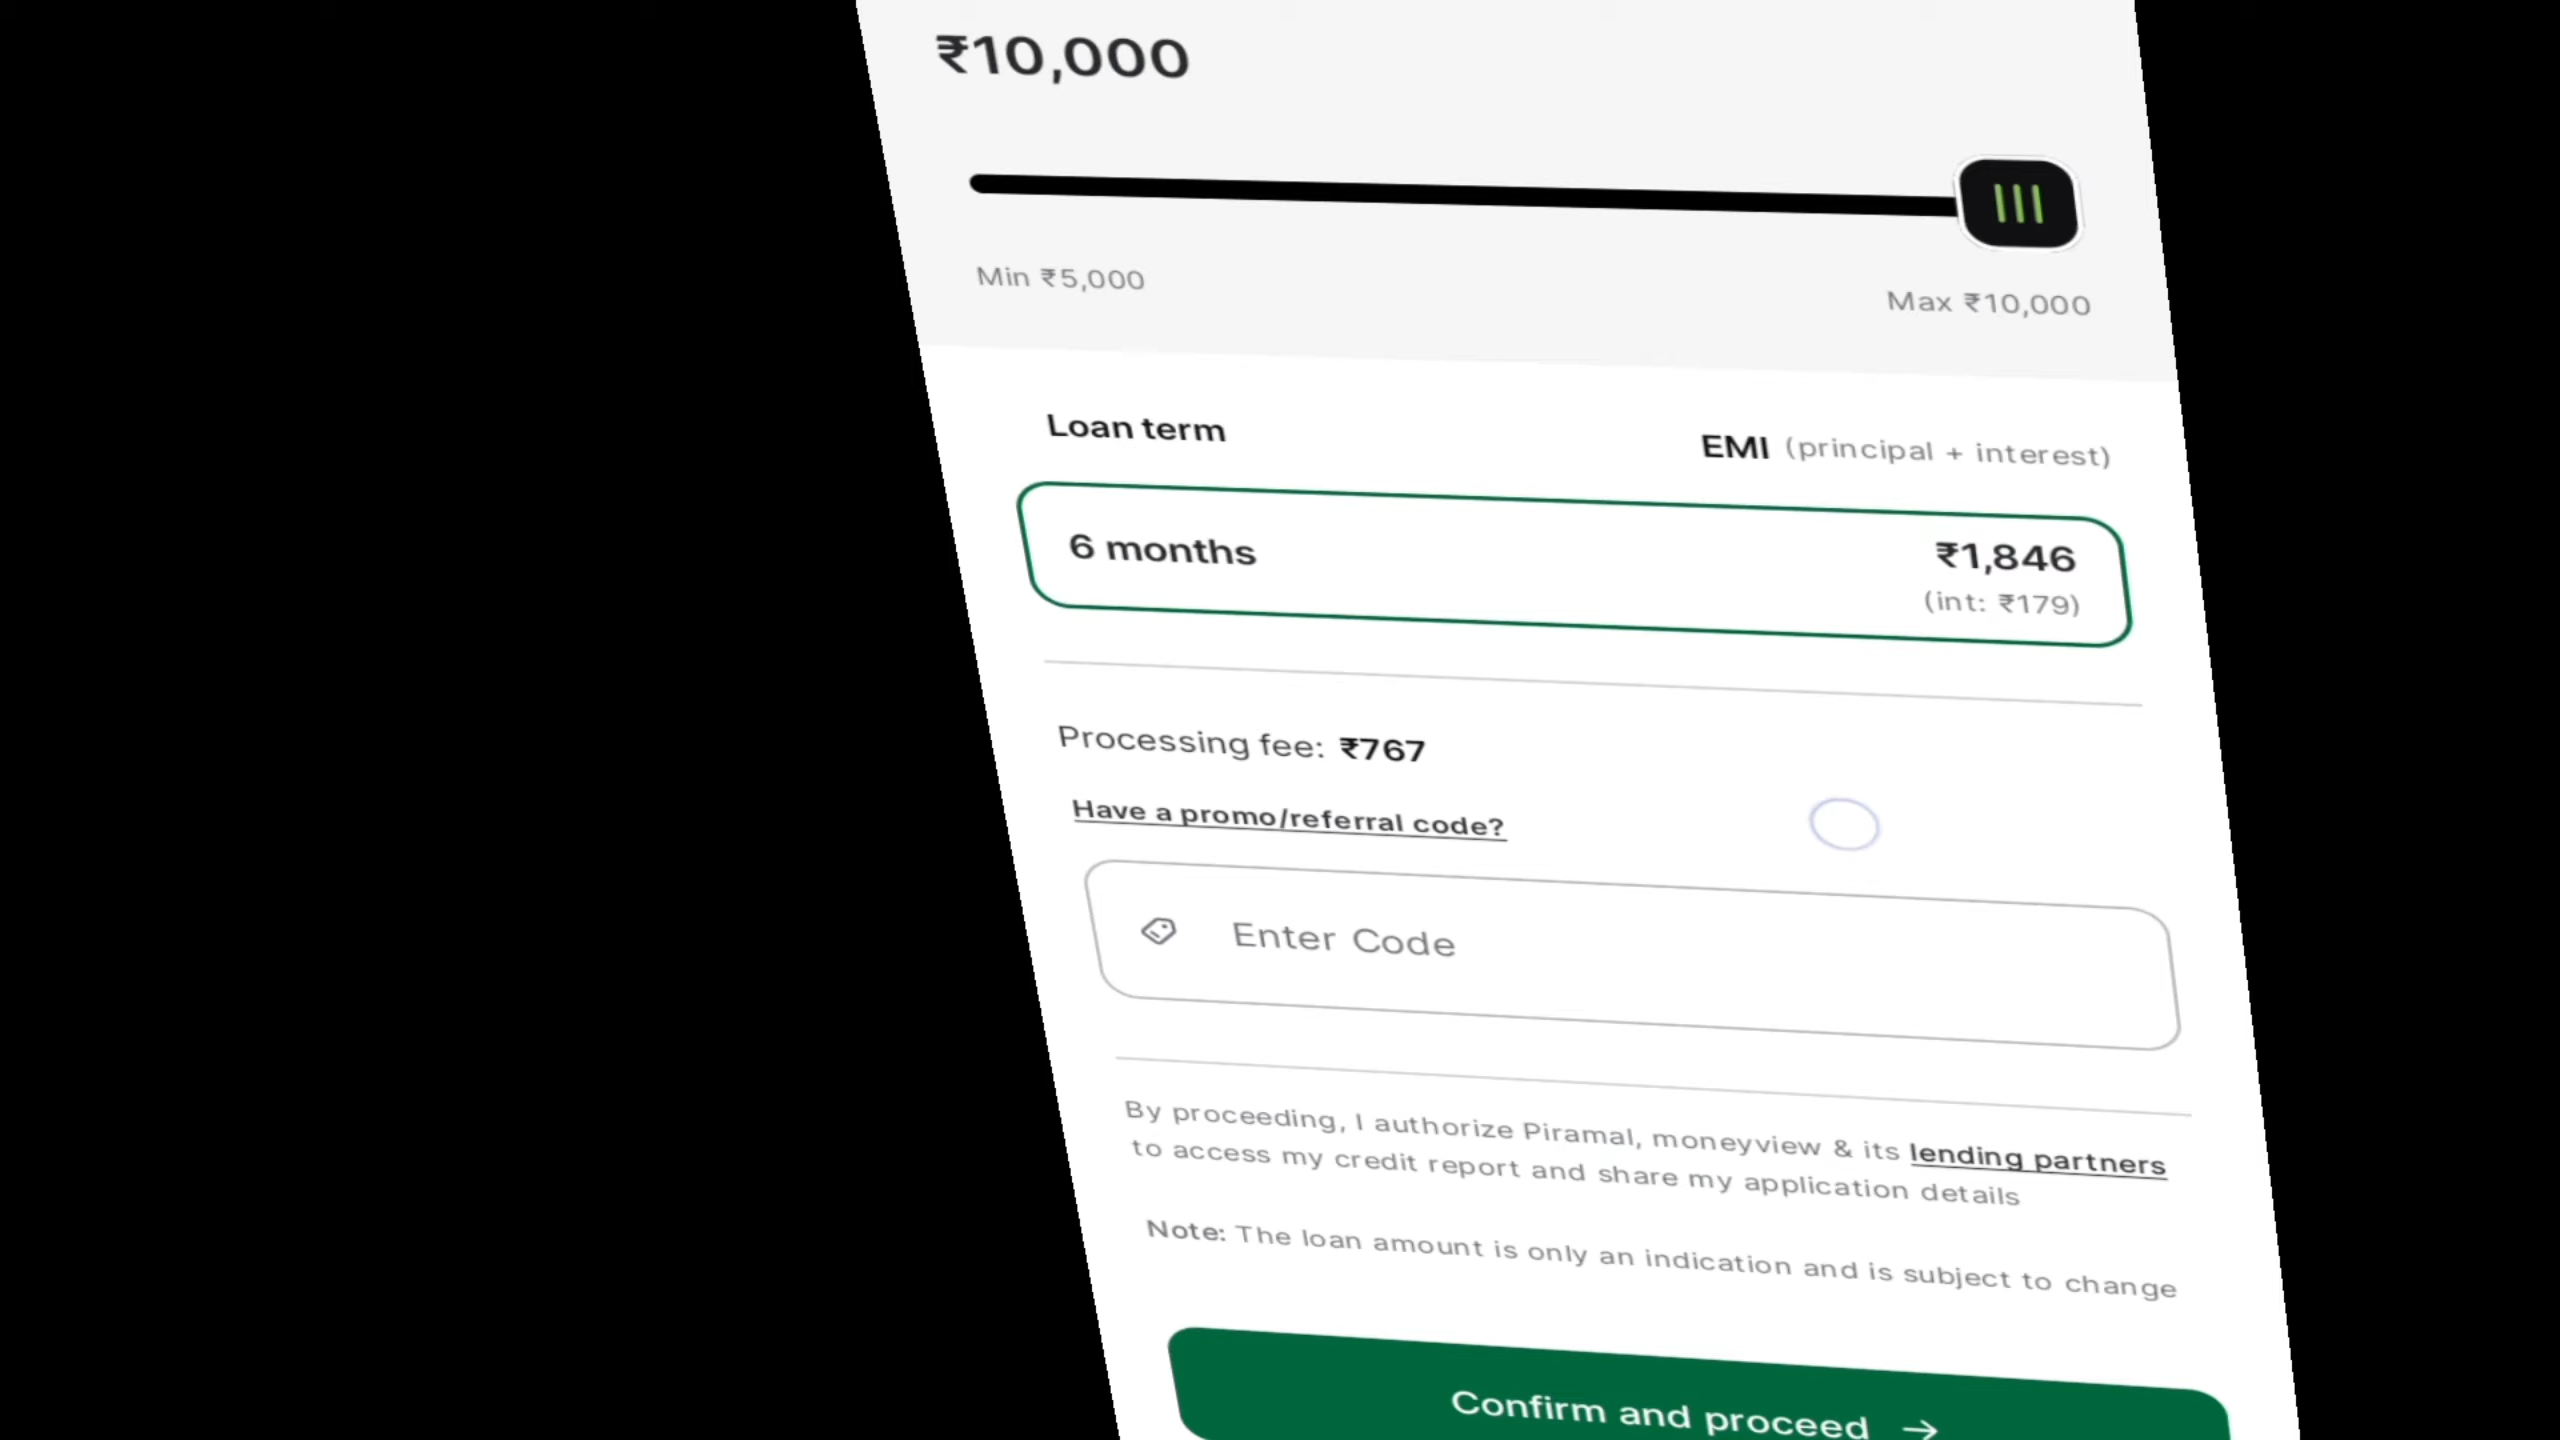 ₹10,000
Min ₹5,000
Max ₹10,000
Loan term
EMI (principal + interest)
6 months
₹1,846
(int: ₹179)
Processing fee: ₹767
Have a promo/referral code?
Enter Code
By proceeding, I authorize Piramal, moneyview & its lending partners
to access my credit report and share my application details
Note: The loan amount is only an indication and is subject to change
Confirm and proceed →